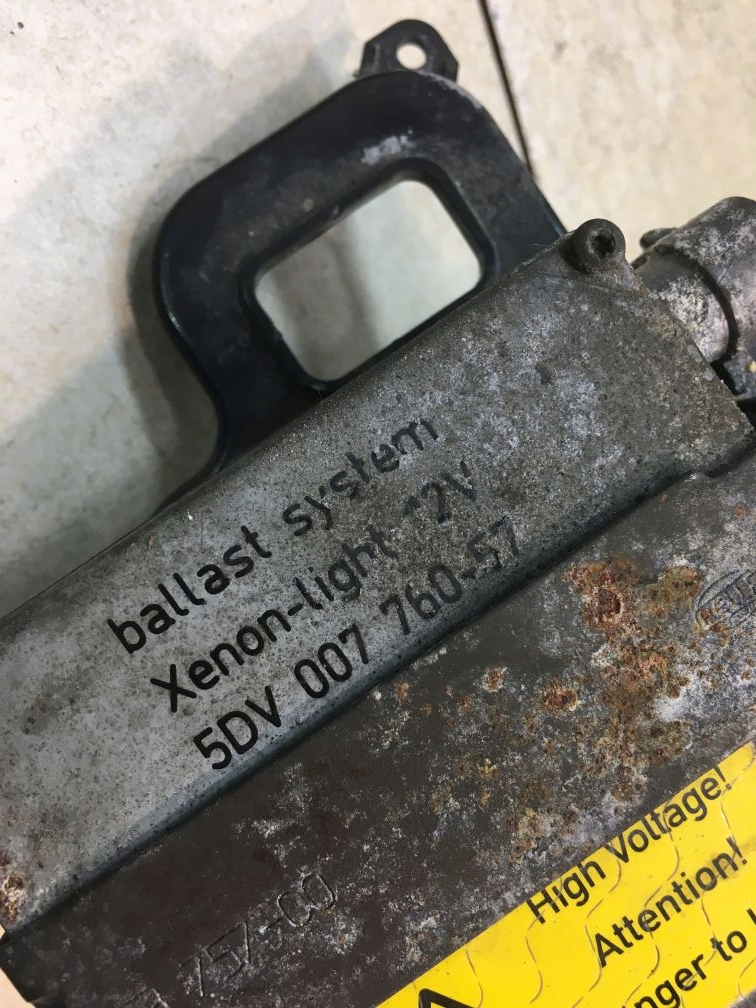 ballast system
Xenon-light 12V
5DV 007 760-57
High Voltage!
Attention!